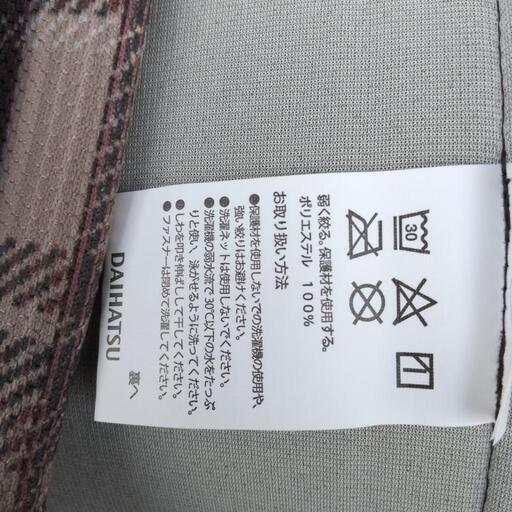 30
弱く絞る。保護材を使用する。
ポリエステル 100%
お取り扱い方法
●保護材を使用しないでの洗濯機の使用や、
強い絞りはお避けください。
●洗濯ネットは使用しないでください。
●洗濯機の弱水流で30℃以下の水をたっぷ
りと使い、泳がせるように洗ってください。
●しわを叩き伸ばしして干してください。
●ファスナーは閉めて洗濯してください。
DAIHATSU
裏へ